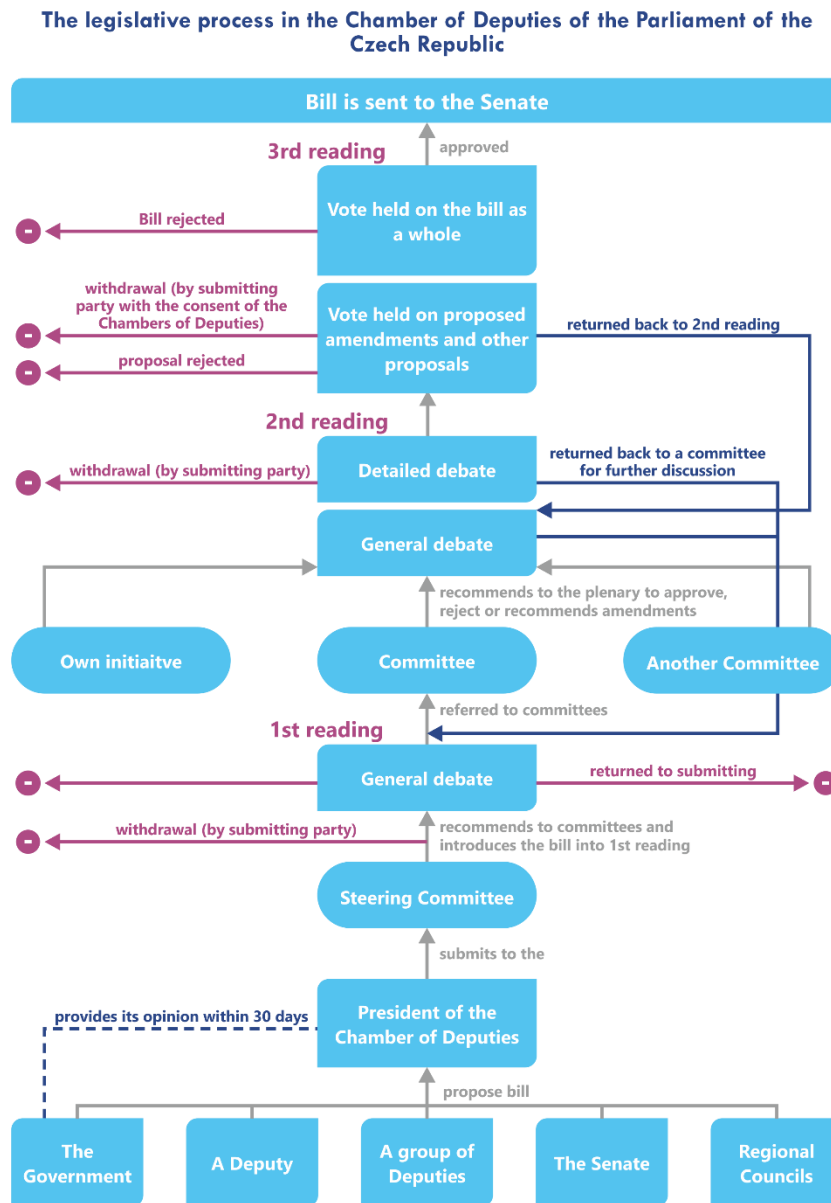 The legislative process in the Chamber of Deputies of the Parliament of the
Czech Republic
Bill is sent to the Senate
3rd reading
approved
Vote held on the bill as
a whole
Bill rejected
-
withdrawal (by submitting
party with the consent of the
Chambers of Deputies)
-
Vote held on proposed
amendments and other
proposals
returned back to 2nd reading
proposal rejected
-
2nd reading
Detailed debate
withdrawal (by submitting party)
-
returned back to a committee
for further discussion
General debate
recommends to the plenary to approve,
reject or recommends amendments
Own initiaitve
Committee
Another Committee
referred to committees
1st reading
-
General debate
returned to submitting
-
withdrawal (by submitting party)
-
recommends to committees and
introduces the bill into 1st reading
Steering Committee
submits to the
provides its opinion within 30 days
President of the
Chamber of Deputies
propose bill
The
Government
A Deputy
A group of
Deputies
The Senate
Regional
Councils